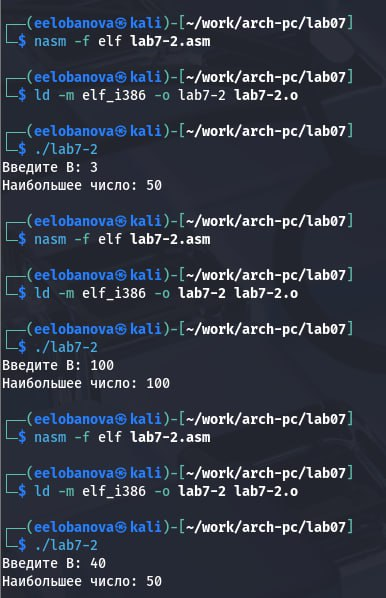 ┌──(eelobanova㉿kali)-[~/work/arch-pc/lab07]
└─$ nasm -f elf lab7-2.asm
┌──(eelobanova㉿kali)-[~/work/arch-pc/lab07]
└─$ ld -m elf_i386 -o lab7-2 lab7-2.o
┌──(eelobanova㉿kali)-[~/work/arch-pc/lab07]
└─$ ./lab7-2
Введите B: 3
Наибольшее число: 50
┌──(eelobanova㉿kali)-[~/work/arch-pc/lab07]
└─$ nasm -f elf lab7-2.asm
┌──(eelobanova㉿kali)-[~/work/arch-pc/lab07]
└─$ ld -m elf_i386 -o lab7-2 lab7-2.o
┌──(eelobanova㉿kali)-[~/work/arch-pc/lab07]
└─$ ./lab7-2
Введите B: 100
Наибольшее число: 100
┌──(eelobanova㉿kali)-[~/work/arch-pc/lab07]
└─$ nasm -f elf lab7-2.asm
┌──(eelobanova㉿kali)-[~/work/arch-pc/lab07]
└─$ ld -m elf_i386 -o lab7-2 lab7-2.o
┌──(eelobanova㉿kali)-[~/work/arch-pc/lab07]
└─$ ./lab7-2
Введите B: 40
Наибольшее число: 50